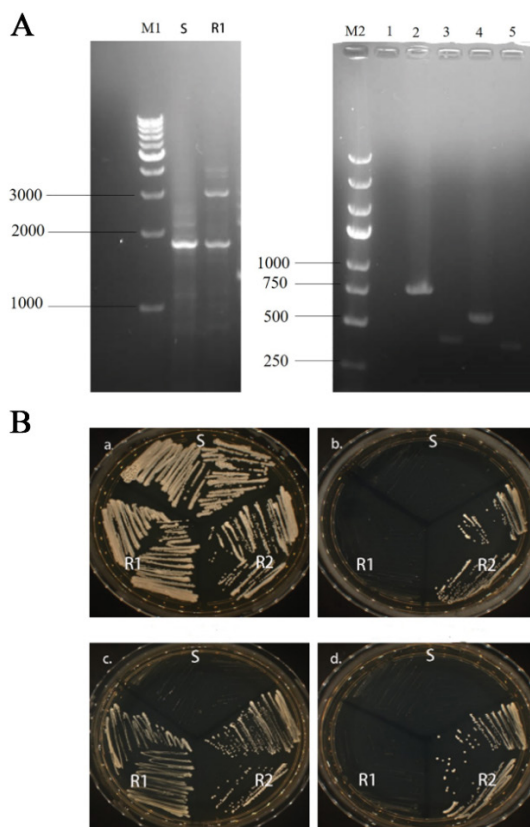 A
M1 S R1
3000
2000
1000
M2 1 2 3 4 5
1000
750
500
250
B
a. S
R1 R2
b. S
R1 R2
c. S
R1 R2
d. S
R1 R2